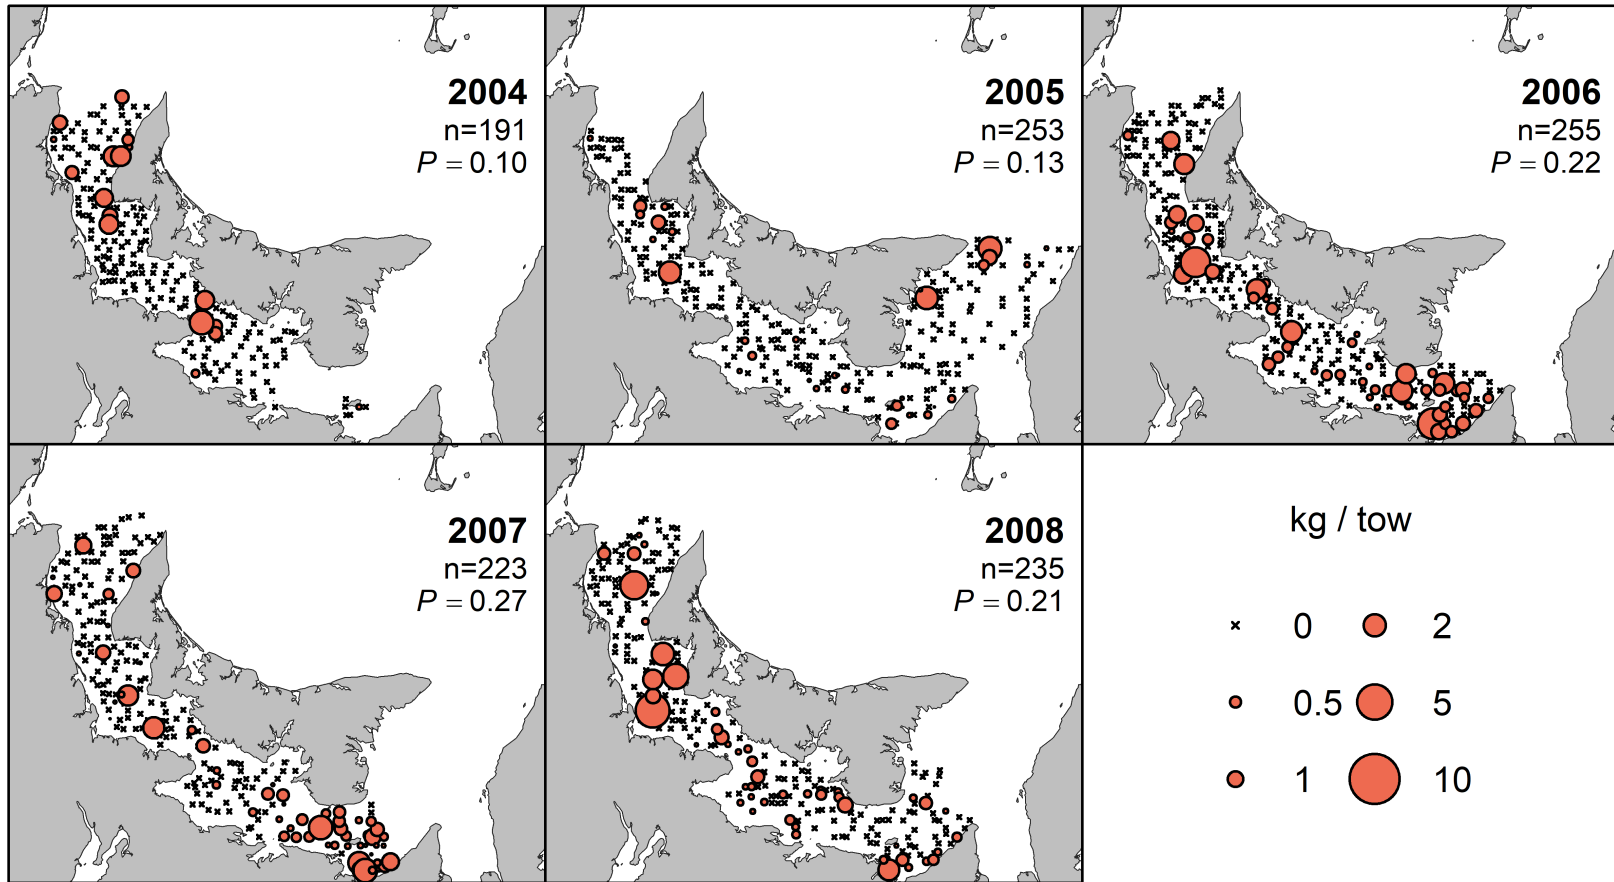 2004
n=191
P = 0.10
2005
n=253
P = 0.13
2006
n=255
P = 0.22
2007
n=223
P = 0.27
2008
n=235
P = 0.21
kg / tow
0 2
0.5 5
1 10